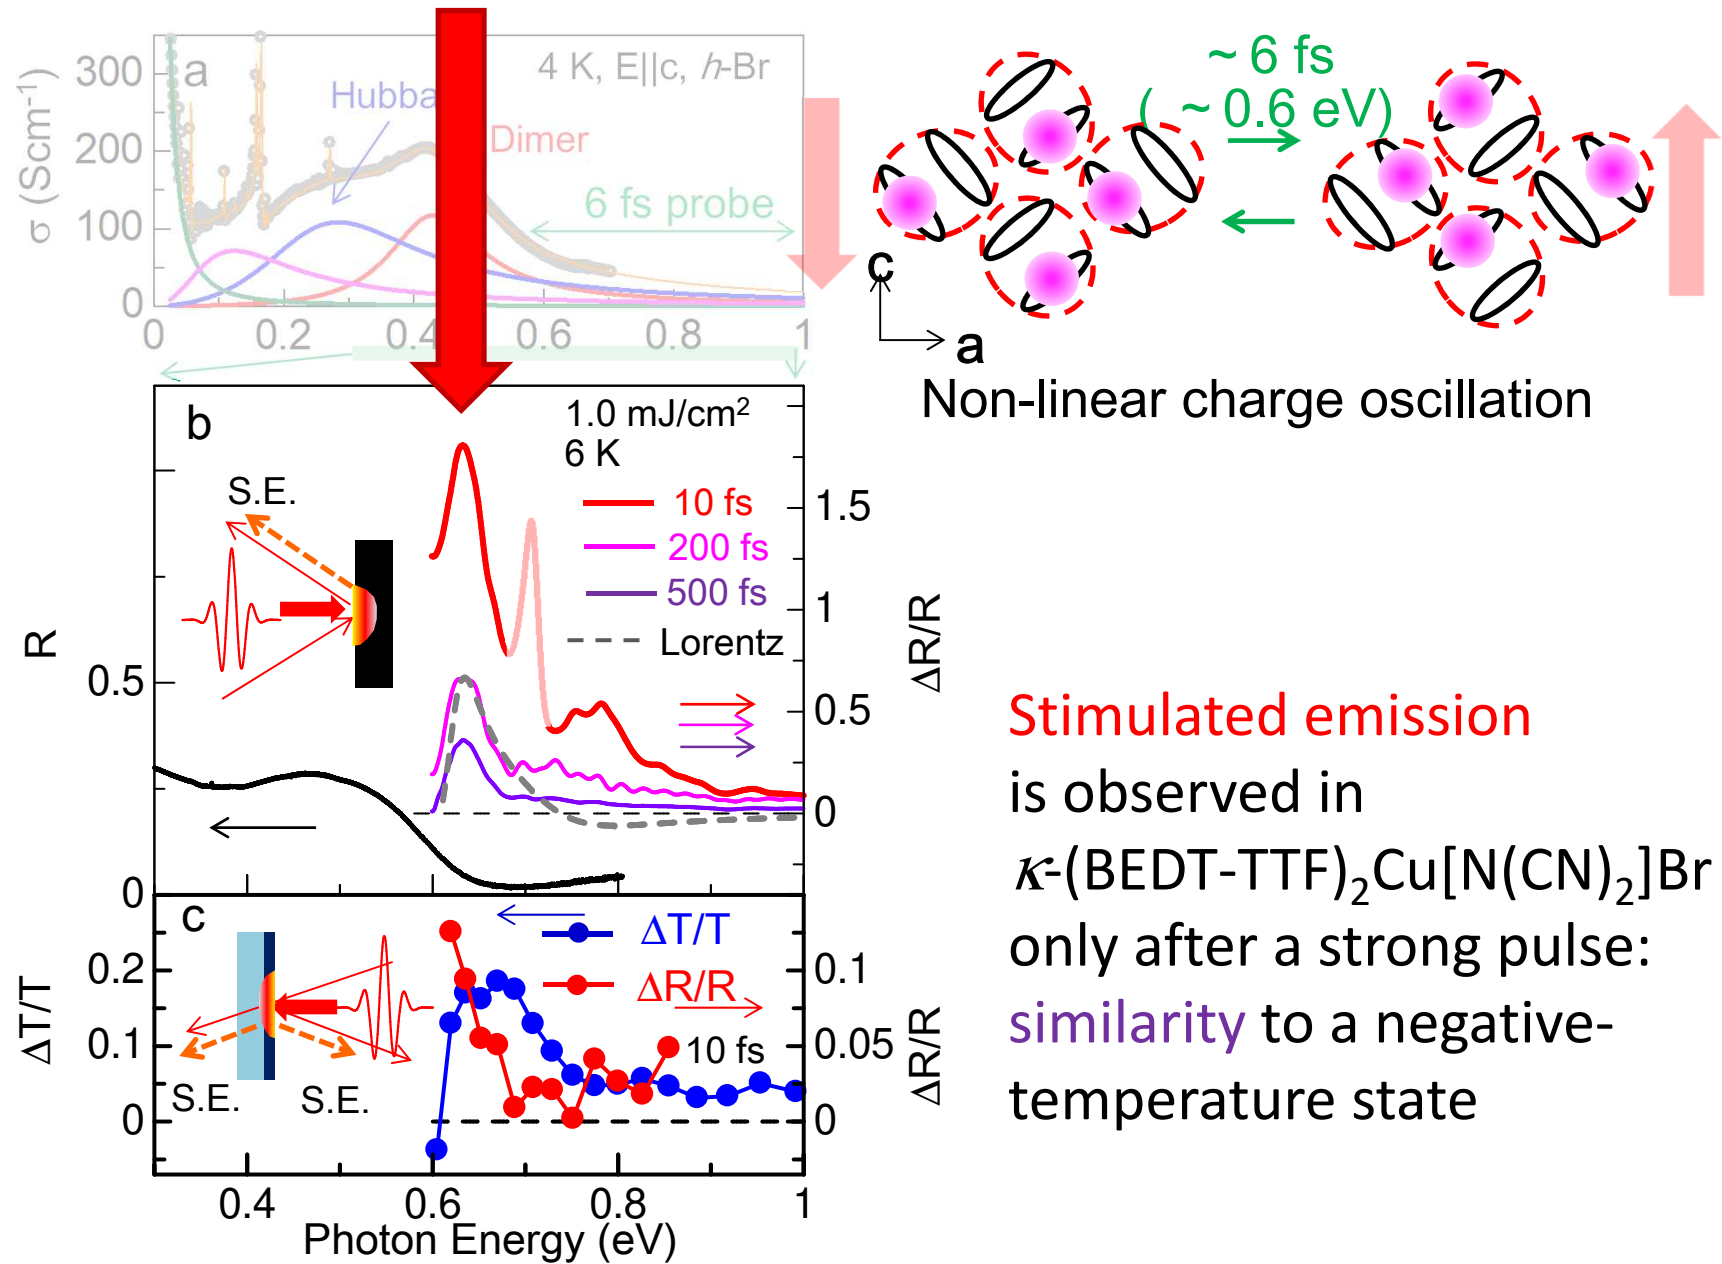 a
4 K, E||c, h-Br
Hubba
Dimer
6 fs probe
σ (Scm⁻¹)
300
200
100
0
0
0.2
0.4
0.6
0.8
1
~ 6 fs
( ~ 0.6 eV)
c
a
Non-linear charge oscillation
b
1.0 mJ/cm²
6 K
S.E.
10 fs
200 fs
500 fs
Lorentz
R
0.5
0
1.5
1
0.5
0
ΔR/R
c
ΔT/T
ΔR/R
10 fs
S.E.
S.E.
ΔT/T
0.2
0.1
0
0.1
0.05
0
ΔR/R
0.4
0.6
0.8
1
Photon Energy (eV)
Stimulated emission
is observed in
κ-(BEDT-TTF)₂Cu[N(CN)₂]Br
only after a strong pulse:
similarity to a negative-
temperature state